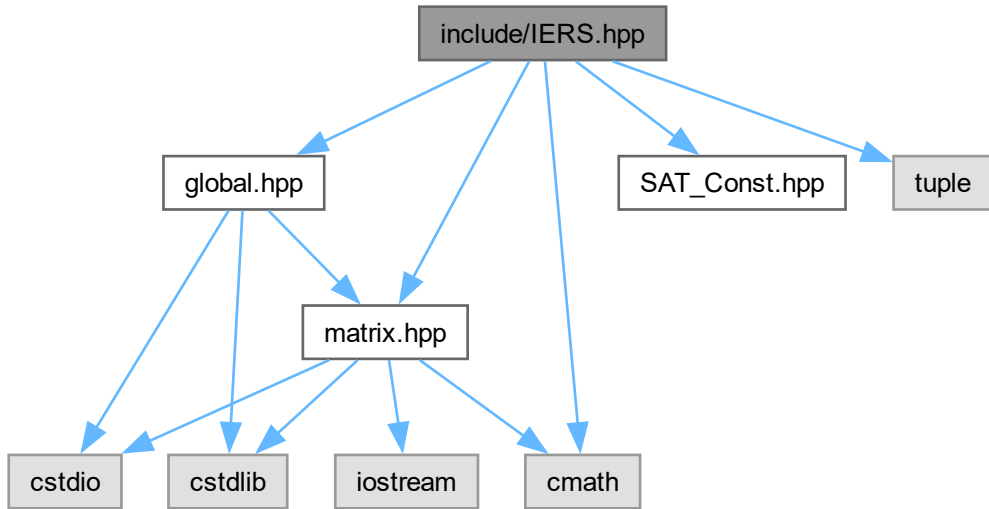 include/IERS.hpp
global.hpp
SAT_Const.hpp
tuple
matrix.hpp
cstdio
cstdlib
iostream
cmath